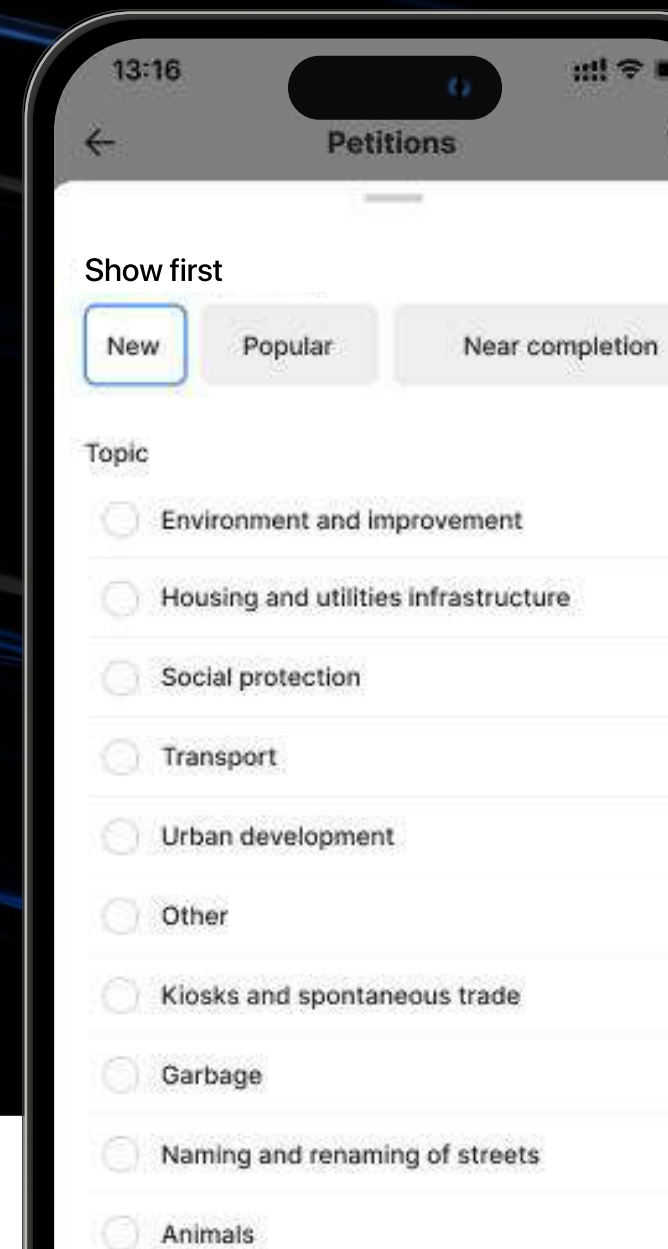 13:16
Petitions
Show first
New
Popular
Near completion
Topic
Environment and improvement
Housing and utilities infrastructure
Social protection
Transport
Urban development
Other
Kiosks and spontaneous trade
Garbage
Naming and renaming of streets
Animals